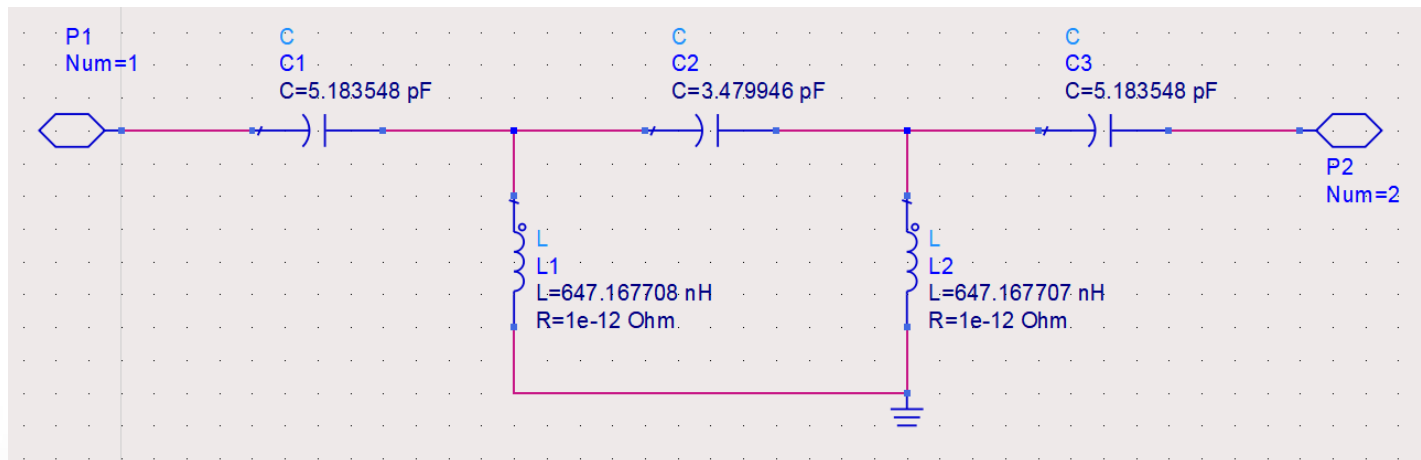 P1
Num=1
C
C1
C=5.183548 pF
C
C2
C=3.479946 pF
C
C3
C=5.183548 pF
P2
Num=2
L
L1
L=647.167708 nH
R=1e-12 Ohm
L
L2
L=647.167707 nH
R=1e-12 Ohm